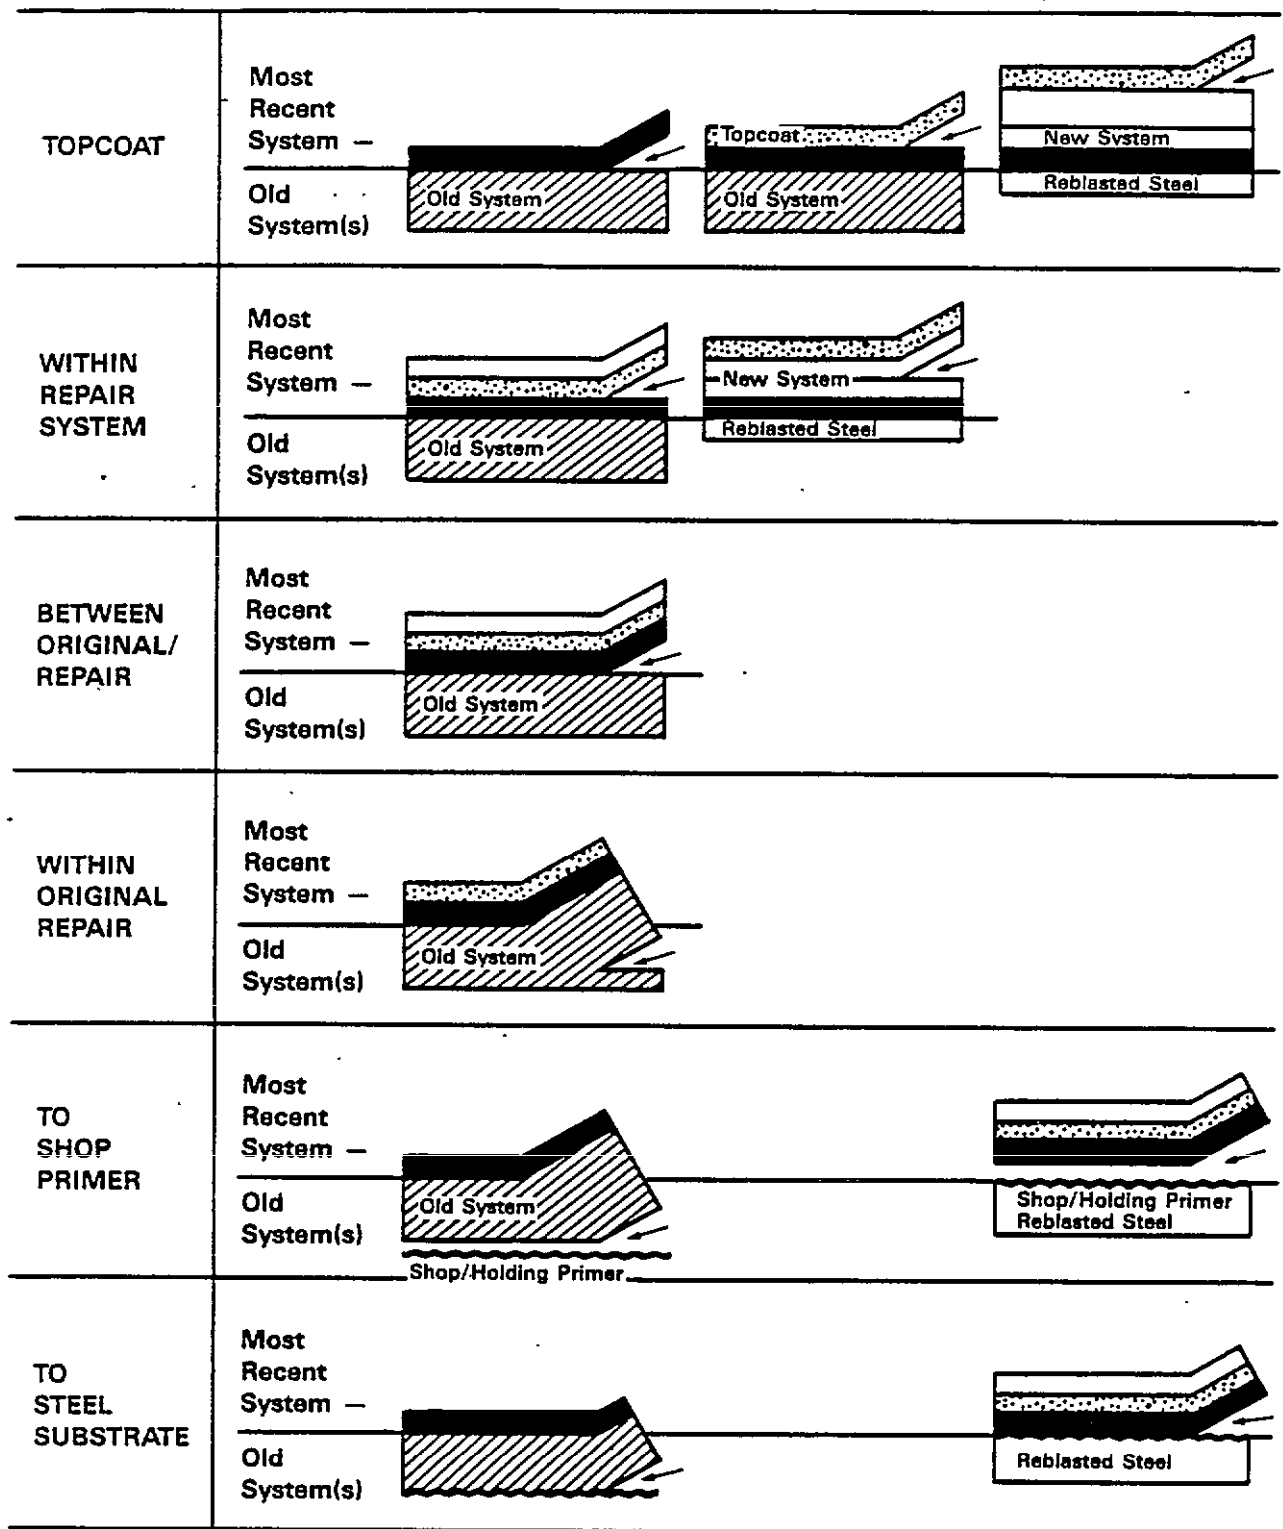 TOPCOAT
Most
Recent
System —
Old
System(s)
Old System
Topcoat
Old System
New System
Reblasted Steel
WITHIN
REPAIR
SYSTEM
Most
Recent
System —
Old
System(s)
Old System
New System
Reblasted Steel
BETWEEN
ORIGINAL/
REPAIR
Most
Recent
System —
Old
System(s)
Old System
WITHIN
ORIGINAL
REPAIR
Most
Recent
System —
Old
System(s)
Old System
TO
SHOP
PRIMER
Most
Recent
System —
Old
System(s)
Old System
Shop/Holding Primer
Shop/Holding Primer
Reblasted Steel
TO
STEEL
SUBSTRATE
Most
Recent
System —
Old
System(s)
Reblasted Steel